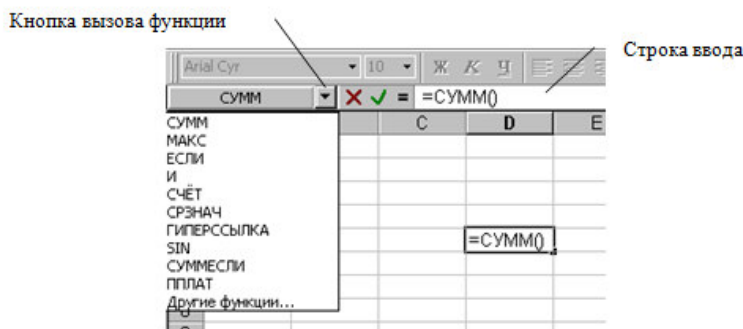 Кнопка вызова функции
Строка ввода
Arial Cyr 10 Ж К Ч
СУММ = =СУММ()
C D E
СУММ
МАКС
ЕСЛИ
И
СЧЁТ
СРЗНАЧ
ГИПЕРССЫЛКА
=СУММ()
SIN
СУММЕСЛИ
ППЛАТ
Другие функции...